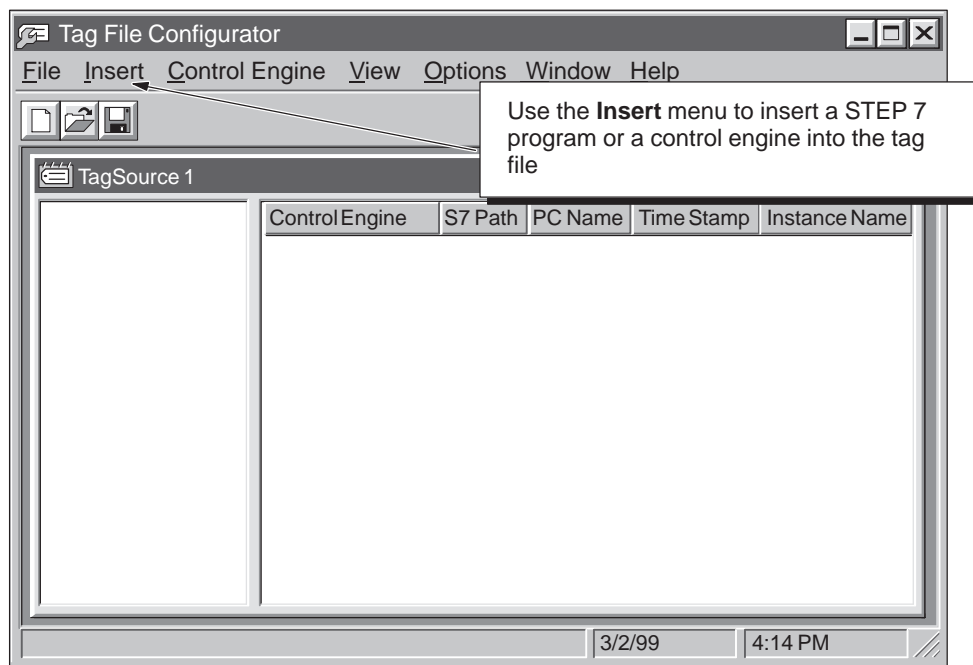 Tag File Configurator
File Insert Control Engine View Options Window Help
Use the Insert menu to insert a STEP 7
program or a control engine into the tag
file
TagSource 1
Control Engine S7 Path PC Name Time Stamp Instance Name
3/2/99 4:14 PM